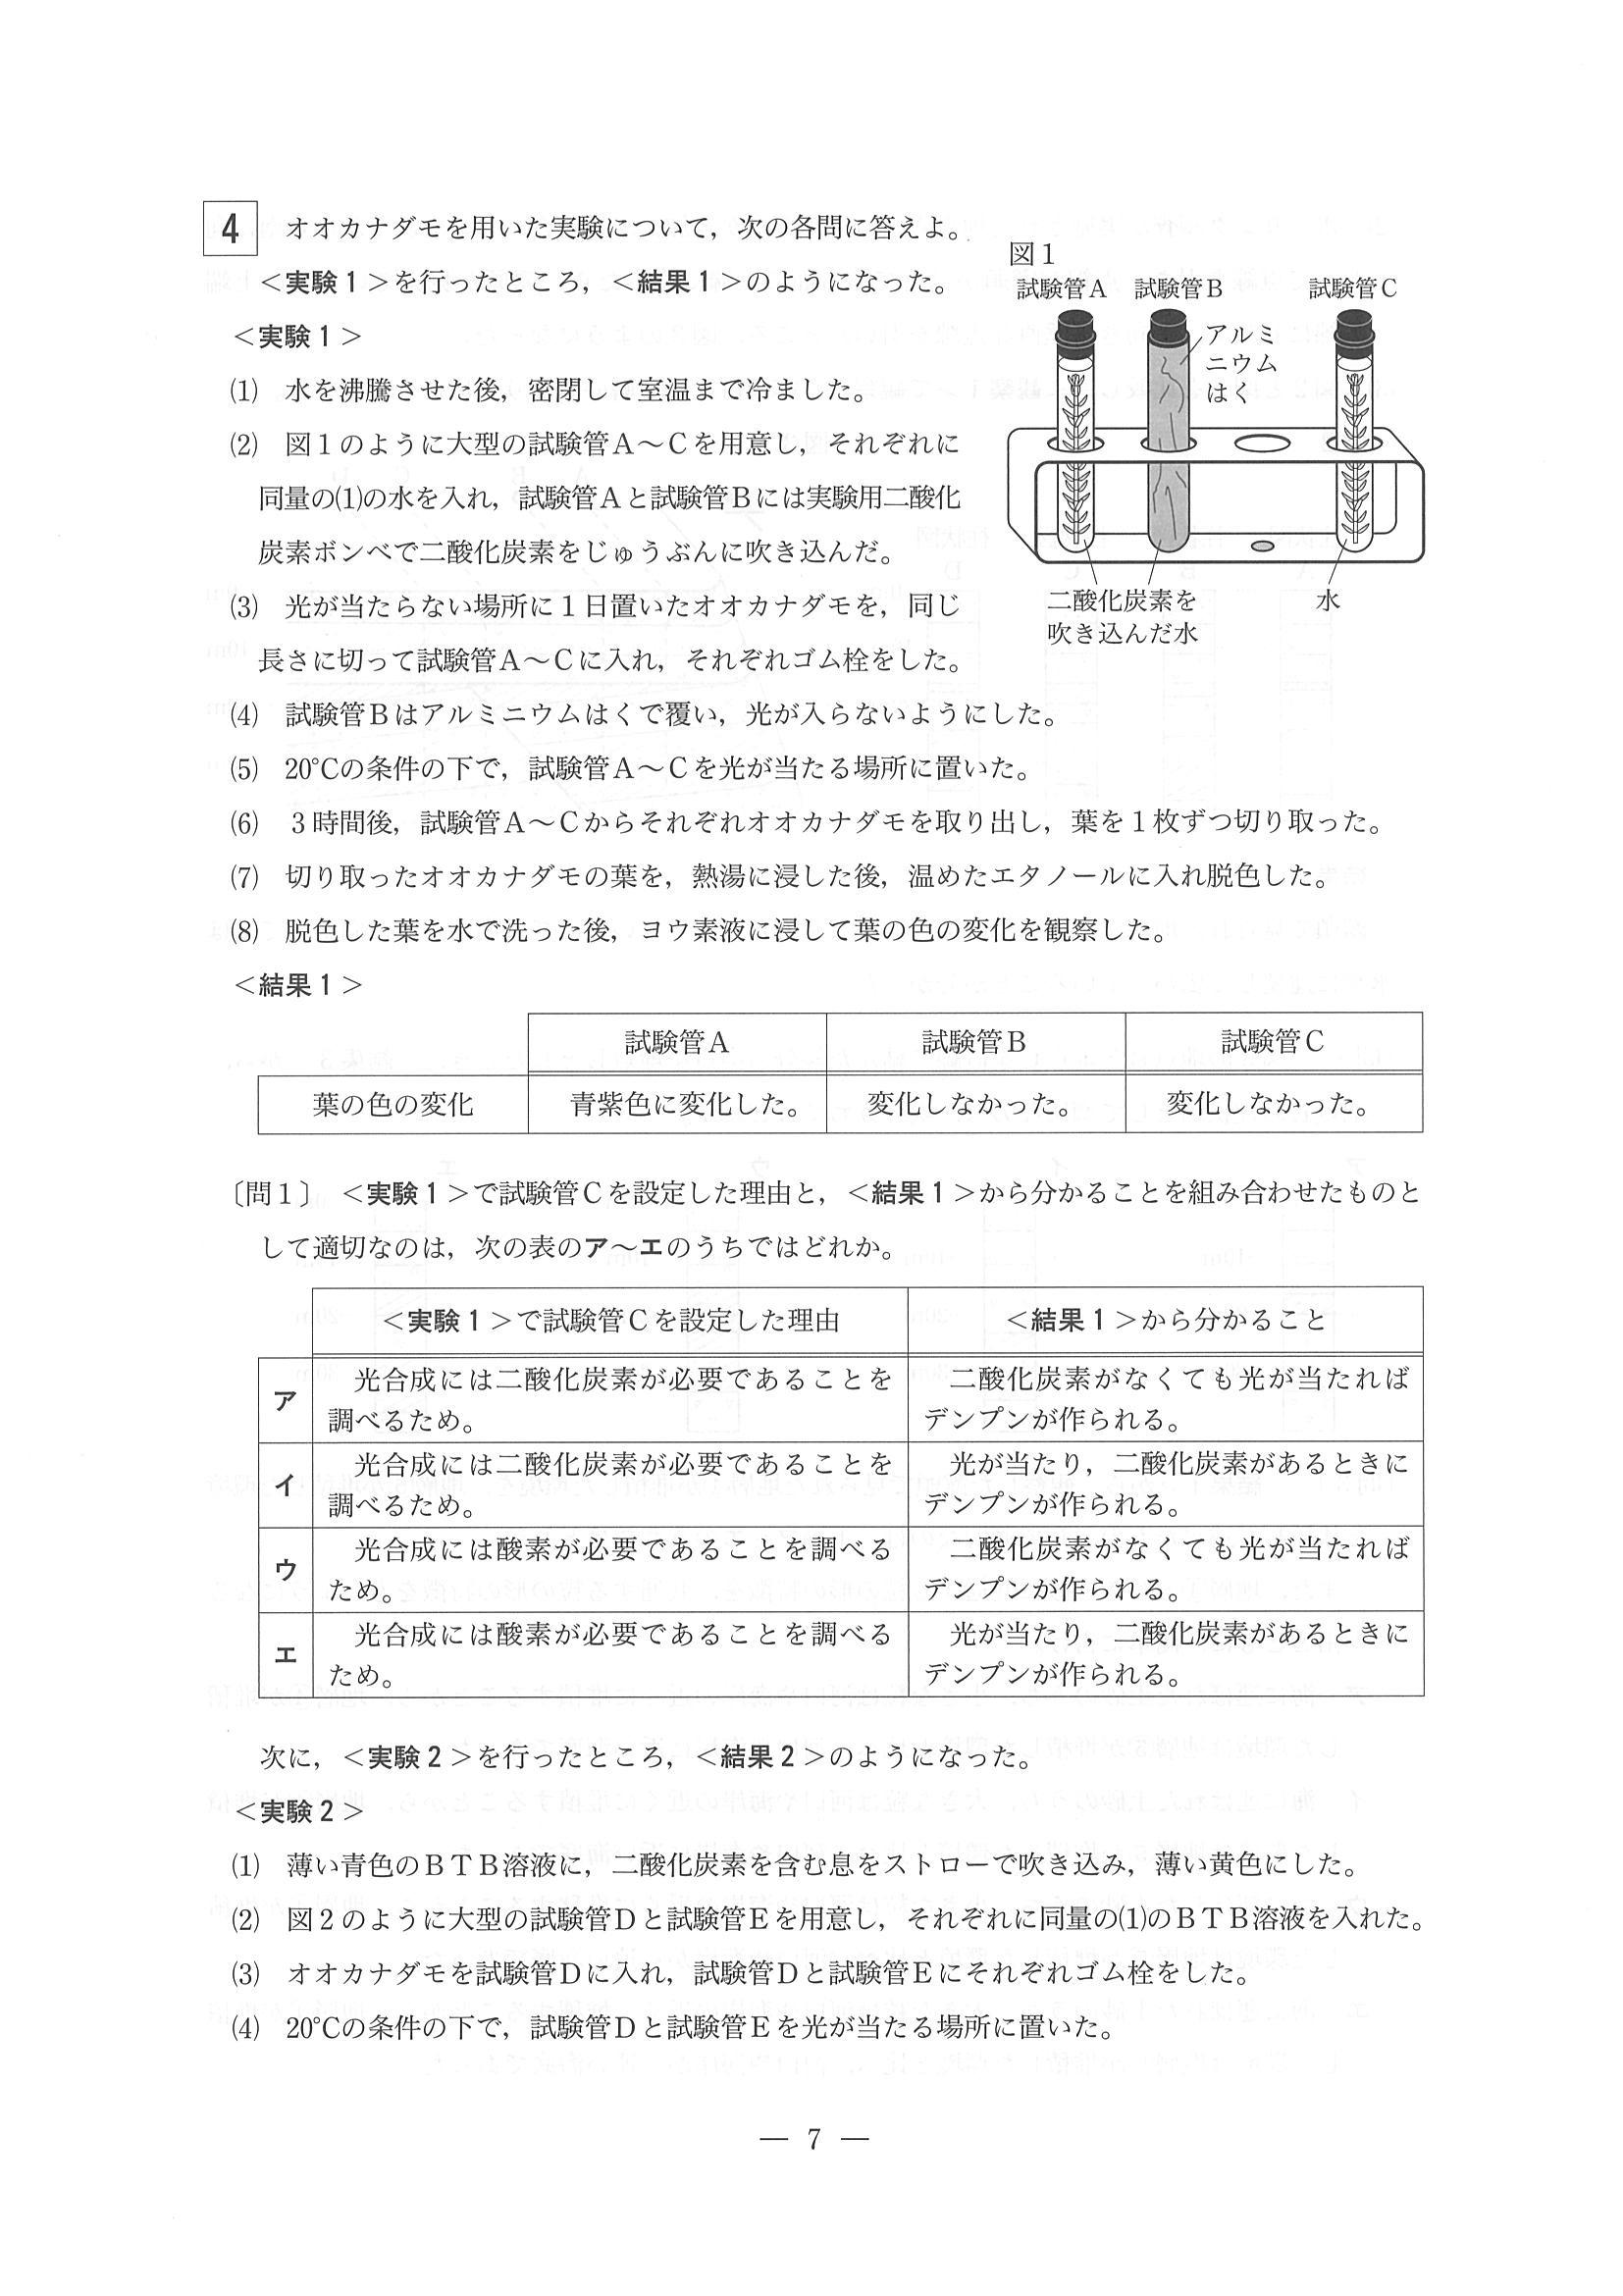 4 オオカナダモを用いた実験について，次の各問に答えよ。
＜実験1＞を行ったところ，＜結果1＞のようになった。
＜実験1＞
(1) 水を沸騰させた後，密閉して室温まで冷ました。
(2) 図1のように大型の試験管A～Cを用意し，それぞれに
同量の(1)の水を入れ，試験管Aと試験管Bには実験用二酸化
炭素ボンベで二酸化炭素をじゅうぶんに吹き込んだ。
(3) 光が当たらない場所に1日置いたオオカナダモを，同じ
長さに切って試験管A～Cに入れ，それぞれゴム栓をした。
図1
試験管A 試験管B 試験管C
アルミ
ニウム
はく
二酸化炭素を
吹き込んだ水
水
(4) 試験管Bはアルミニウムはくで覆い，光が入らないようにした。
(5) 20℃の条件の下で，試験管A～Cを光が当たる場所に置いた。
(6) 3時間後，試験管A～Cからそれぞれオオカナダモを取り出し，葉を1枚ずつ切り取った。
(7) 切り取ったオオカナダモの葉を，熱湯に浸した後，温めたエタノールに入れ脱色した。
(8) 脱色した葉を水で洗った後，ヨウ素液に浸して葉の色の変化を観察した。
＜結果1＞
試験管A 試験管B 試験管C
葉の色の変化 青紫色に変化した。 変化しなかった。 変化しなかった。
〔問1〕 ＜実験1＞で試験管Cを設定した理由と，＜結果1＞から分かることを組み合わせたものと
して適切なのは，次の表のア～エのうちではどれか。
＜実験1＞で試験管Cを設定した理由 ＜結果1＞から分かること
ア 光合成には二酸化炭素が必要であることを
調べるため。
二酸化炭素がなくても光が当たれば
デンプンが作られる。
イ 光合成には二酸化炭素が必要であることを
調べるため。
光が当たり，二酸化炭素があるときに
デンプンが作られる。
ウ 光合成には酸素が必要であることを調べる
ため。
二酸化炭素がなくても光が当たれば
デンプンが作られる。
エ 光合成には酸素が必要であることを調べる
ため。
光が当たり，二酸化炭素があるときに
デンプンが作られる。
次に，＜実験2＞を行ったところ，＜結果2＞のようになった。
＜実験2＞
(1) 薄い青色のBTB溶液に，二酸化炭素を含む息をストローで吹き込み，薄い黄色にした。
(2) 図2のように大型の試験管Dと試験管Eを用意し，それぞれに同量の(1)のBTB溶液を入れた。
(3) オオカナダモを試験管Dに入れ，試験管Dと試験管Eにそれぞれゴム栓をした。
(4) 20℃の条件の下で，試験管Dと試験管Eを光が当たる場所に置いた。
— 7 —